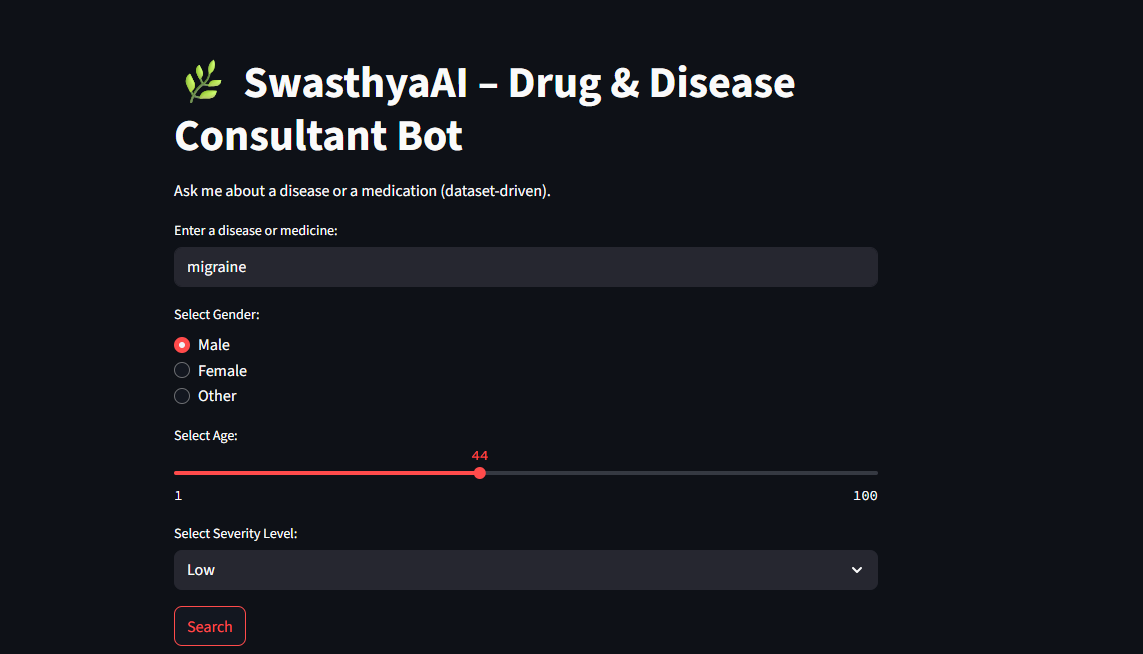 SwasthyaAI – Drug & Disease
Consultant Bot
Ask me about a disease or a medication (dataset-driven).
Enter a disease or medicine:
migraine
Select Gender:
Male
Female
Other
Select Age:
44
1 100
Select Severity Level:
Low
Search